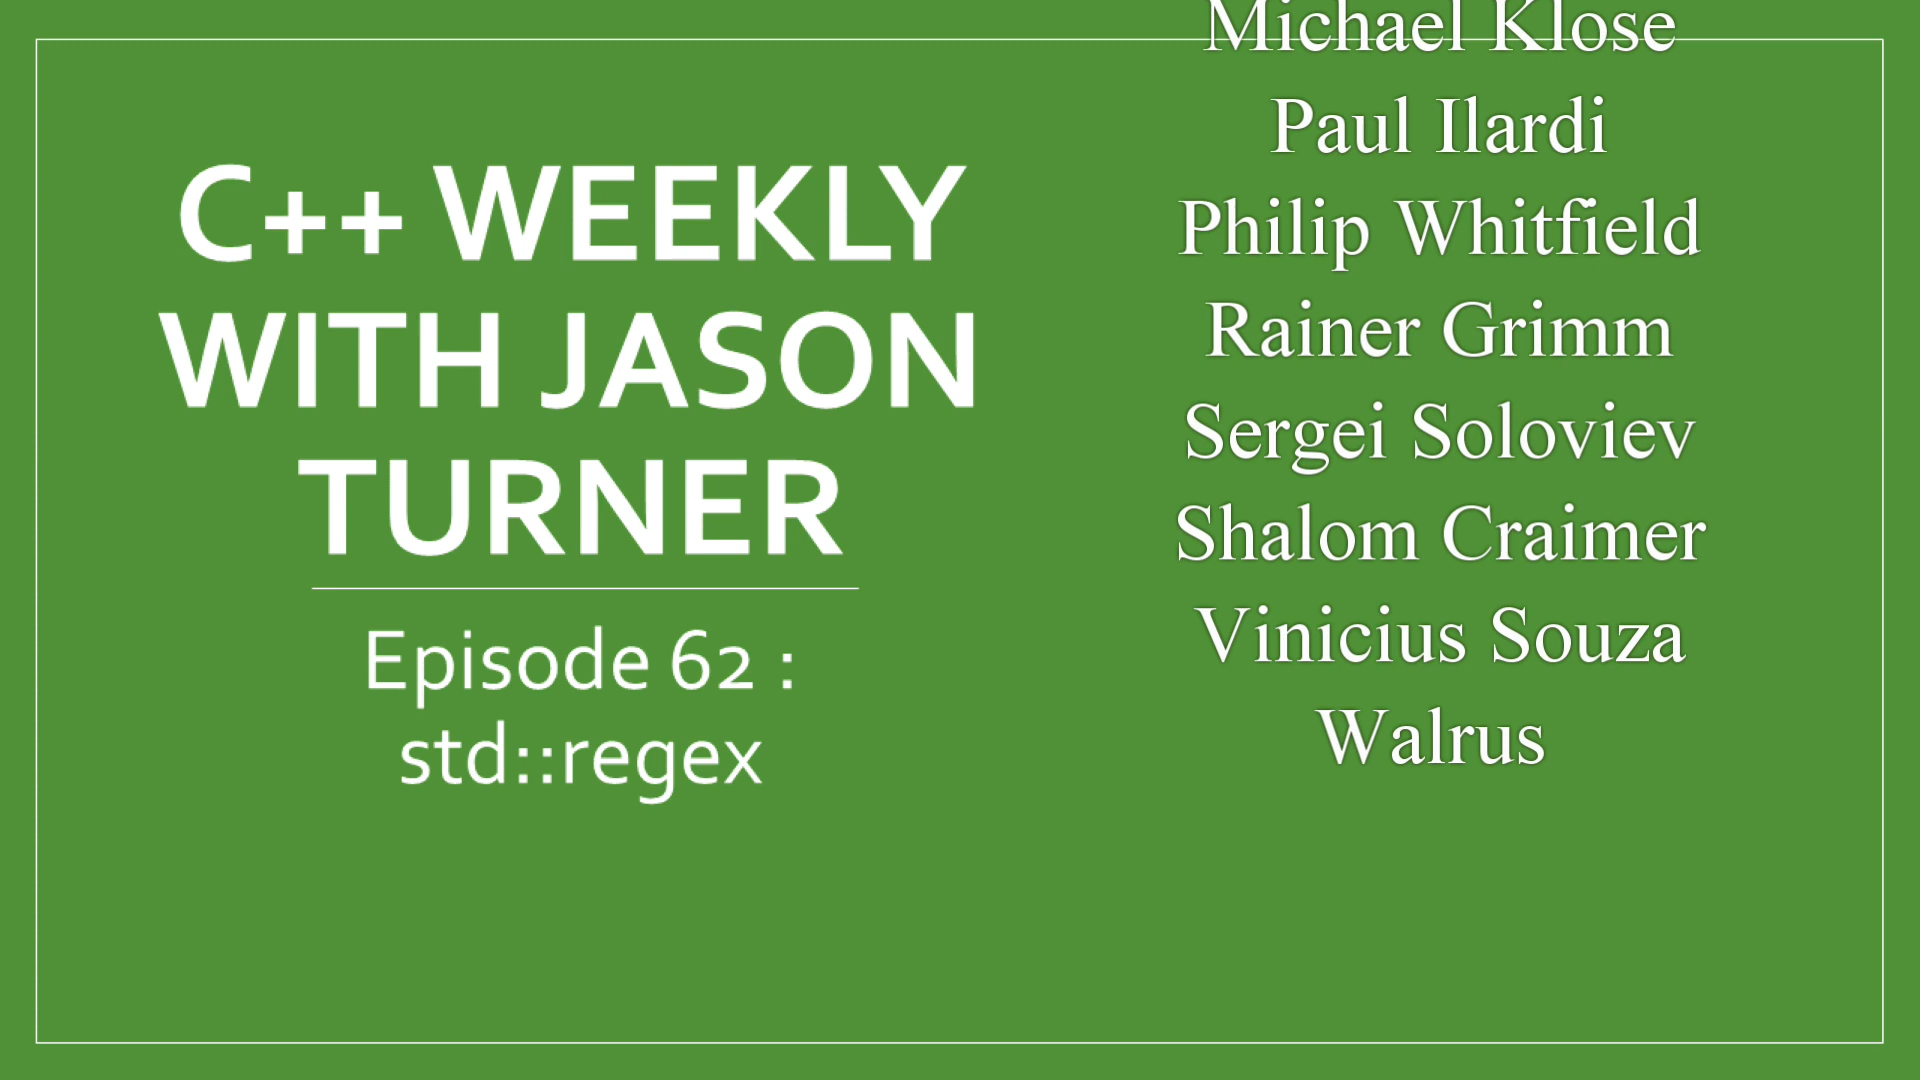 C++ WEEKLY
WITH JASON
TURNER
Episode 62 :
std::regex
Michael Klose
Paul Ilardi
Philip Whitfield
Rainer Grimm
Sergei Soloviev
Shalom Craimer
Vinicius Souza
Walrus